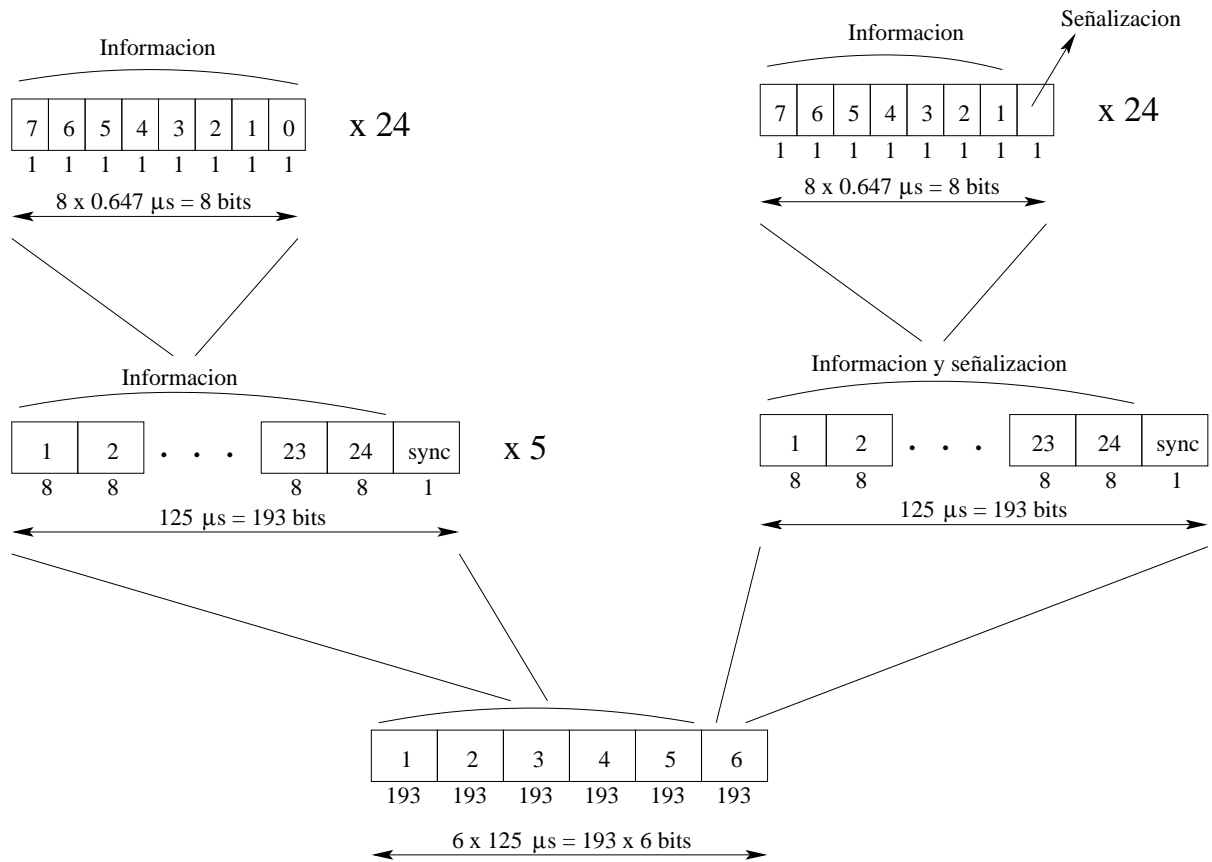 Señalizacion
Informacion
Informacion
7 6 5 4 3 2 1 0
x 24
7 6 5 4 3 2 1
x 24
1 1 1 1 1 1 1 1
1 1 1 1 1 1 1 1
8 x 0.647 µs = 8 bits
8 x 0.647 µs = 8 bits
Informacion
Informacion y señalizacion
1 2 . . . 23 24 sync
x 5
1 2 . . . 23 24 sync
8 8 8 8 1
8 8 8 8 1
125 µs = 193 bits
125 µs = 193 bits
1 2 3 4 5 6
193 193 193 193 193 193
6 x 125 µs = 193 x 6 bits